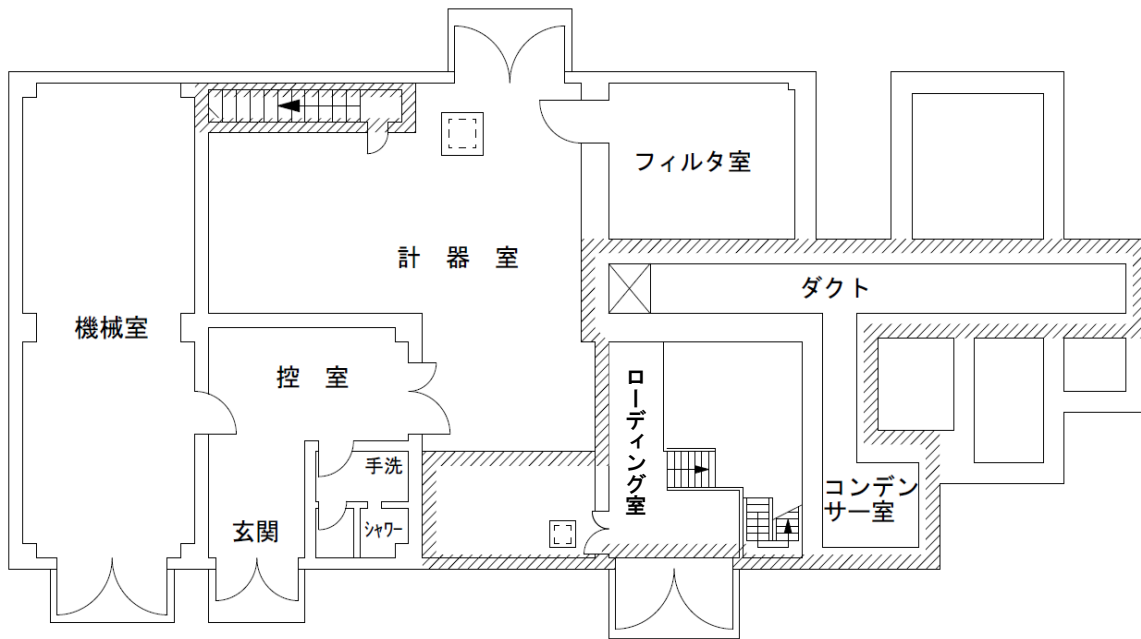 フィルタ室
計器室
ダクト
機械室
控室
ローディング室
手洗
シャワー
玄関
コンデン
サー室